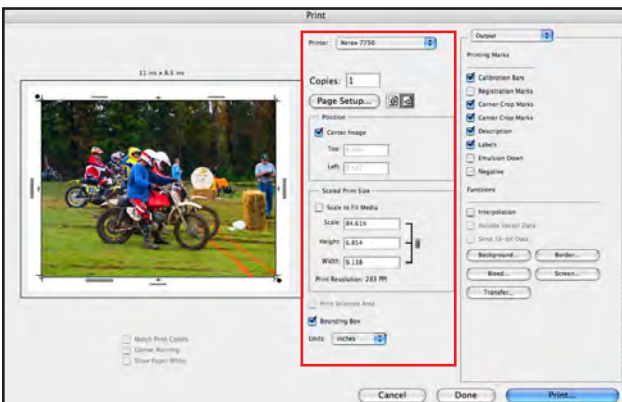 Print
11 ins x 8.5 ins
Match Print Colors
Gamut Warning
Show Paper White
Printer: Xerox 7750
Copies: 1
Page Setup...
Position
Center Image
Top:
Left:
Scaled Print Size
Scale to Fit Media
Scale: 84.61%
Height: 6.854
Width: 9.138
Print Resolution: 283 PPI
Print Selected Area
Bounding Box
Units: inches
Output
Printing Marks
Calibration Bars
Registration Marks
Corner Crop Marks
Center Crop Marks
Description
Labels
Emulsion Down
Negative
Functions
Interpolation
Include Vector Data
Send 16-bit Data
Background...
Border...
Bleed...
Screen...
Transfer...
Cancel
Done
Print...